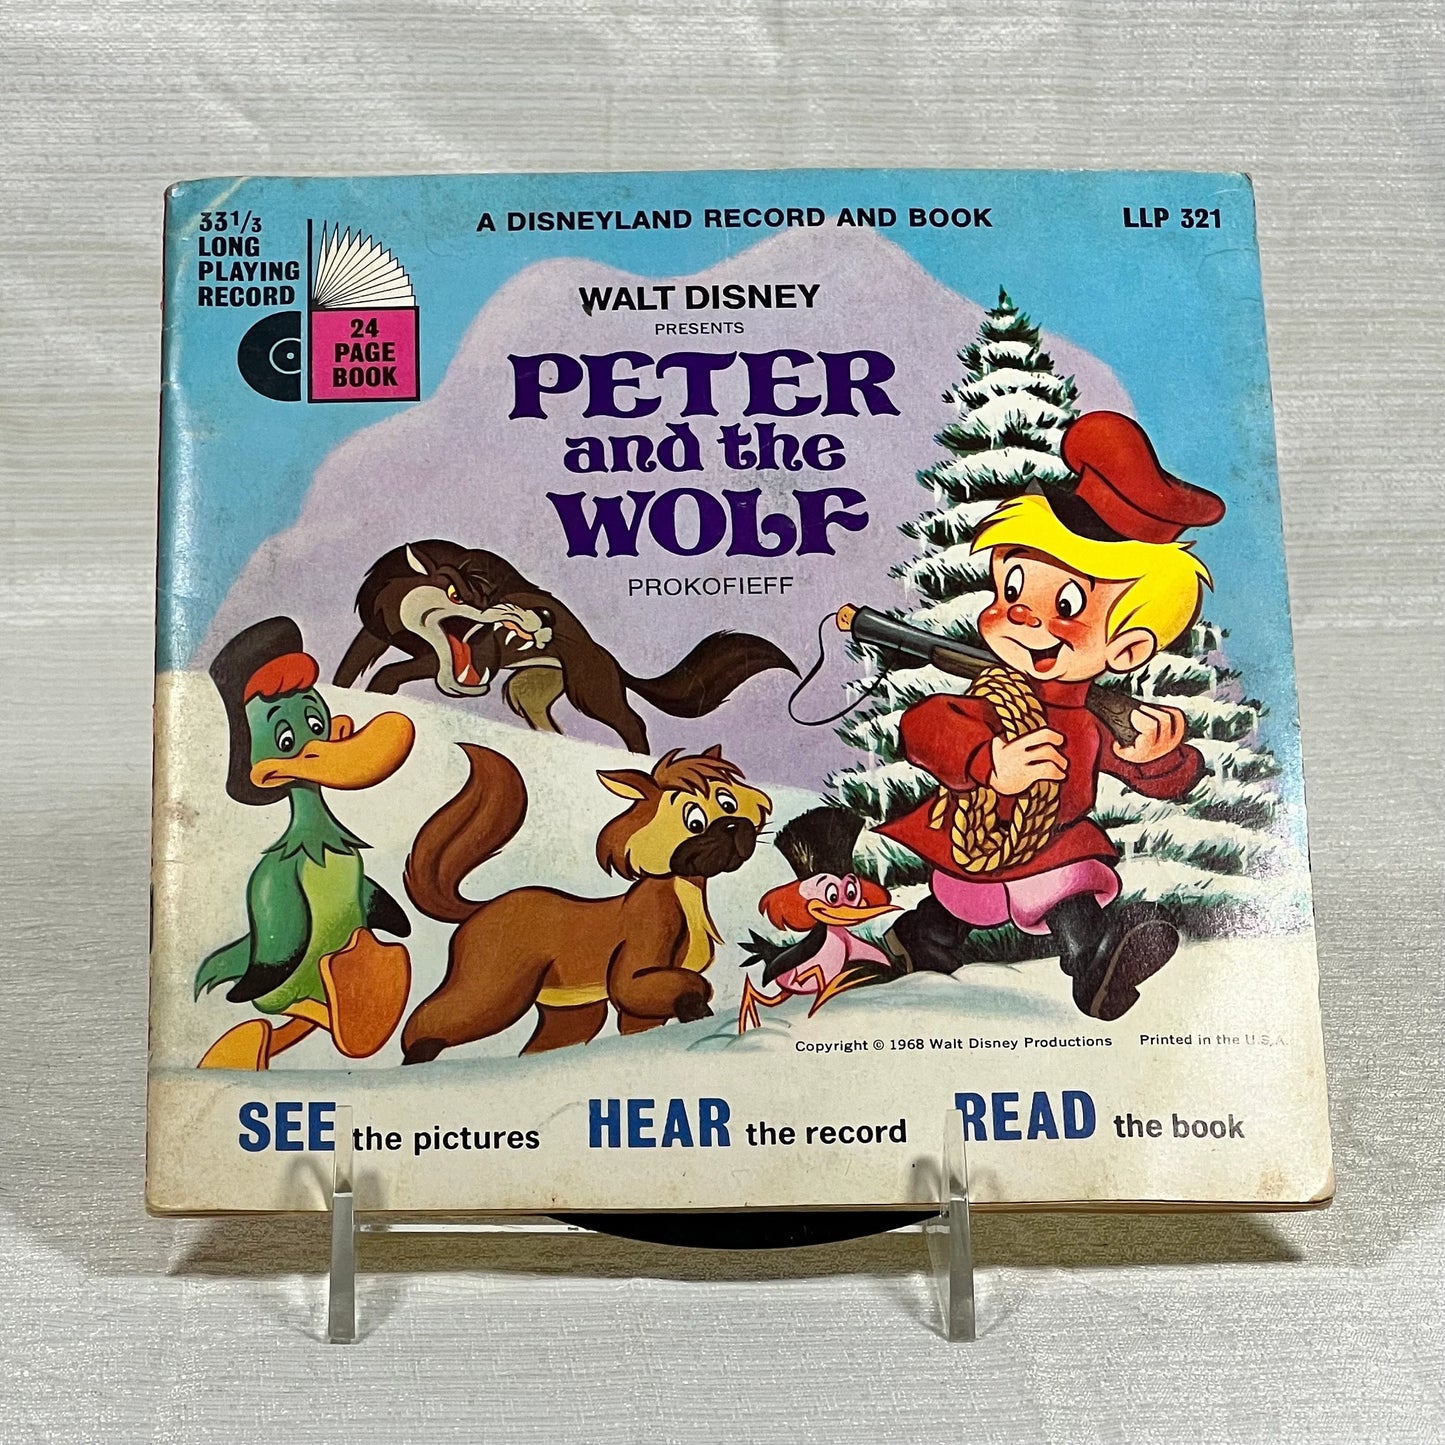 33 1/3
LONG
PLAYING
RECORD
24
PAGE
BOOK
A DISNEYLAND RECORD AND BOOK
LLP 321
WALT DISNEY
PRESENTS
PETER
and the
WOLF
PROKOFIEFF
Copyright © 1968 Walt Disney Productions Printed in the U.S.A.
SEE the pictures HEAR the record READ the book